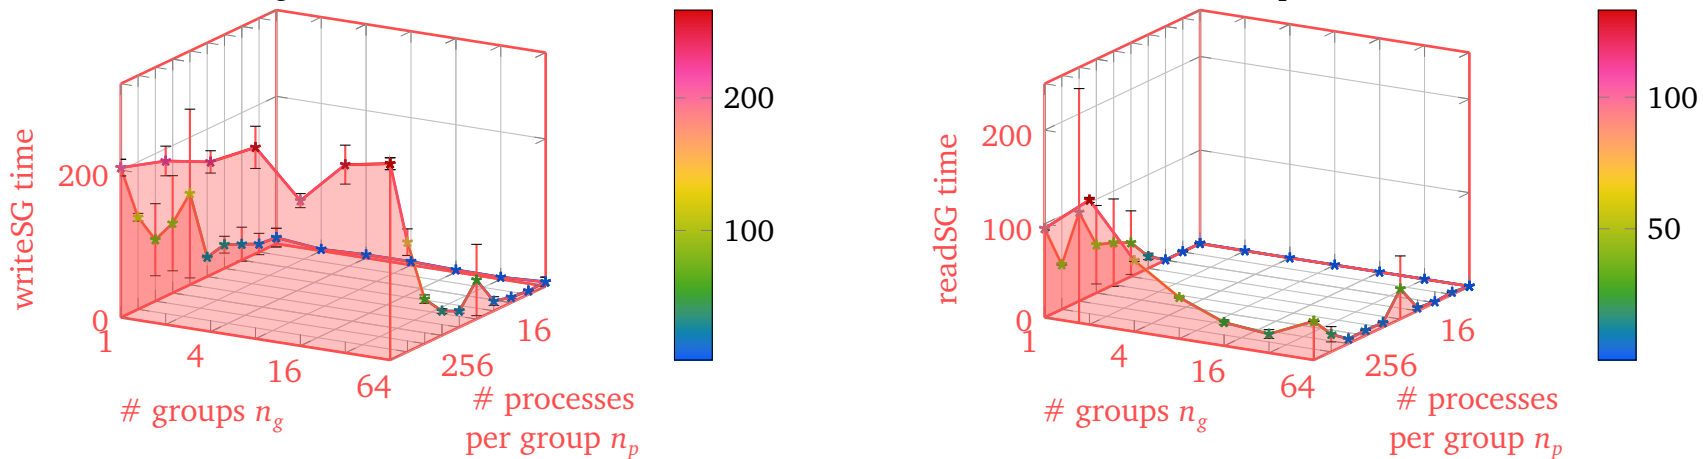 writeSG time
200
0
1
4
16
64
256
16
# groups n_g
# processes
per group n_p
200
100
readSG time
200
100
0
1
4
16
64
256
16
# groups n_g
# processes
per group n_p
100
50